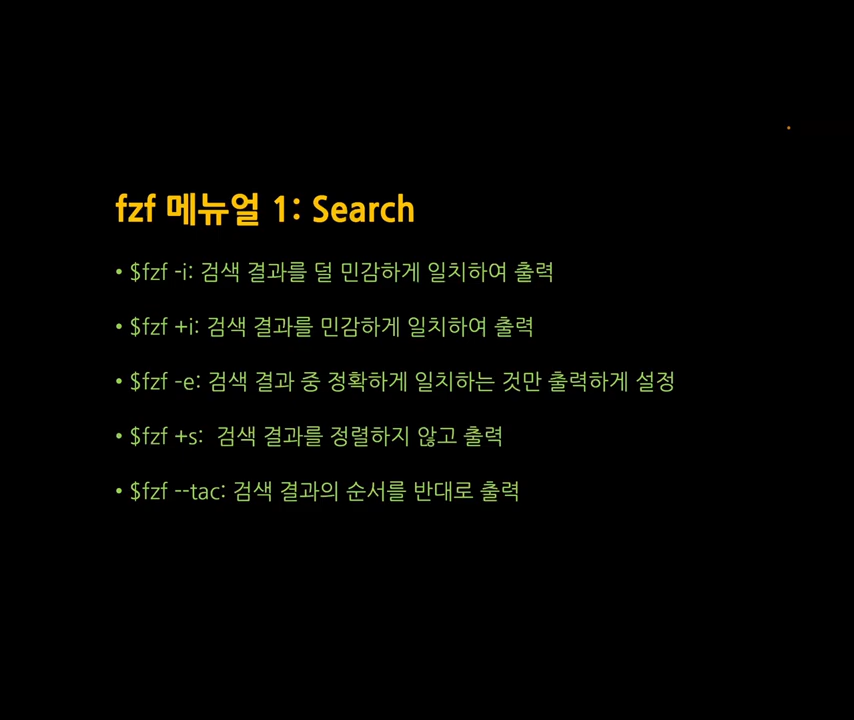 fzf 메뉴얼 1: Search
• $fzf -i: 검색 결과를 덜 민감하게 일치하여 출력
• $fzf +i: 검색 결과를 민감하게 일치하여 출력
• $fzf -e: 검색 결과 중 정확하게 일치하는 것만 출력하게 설정
• $fzf +s:  검색 결과를 정렬하지 않고 출력
• $fzf --tac: 검색 결과의 순서를 반대로 출력